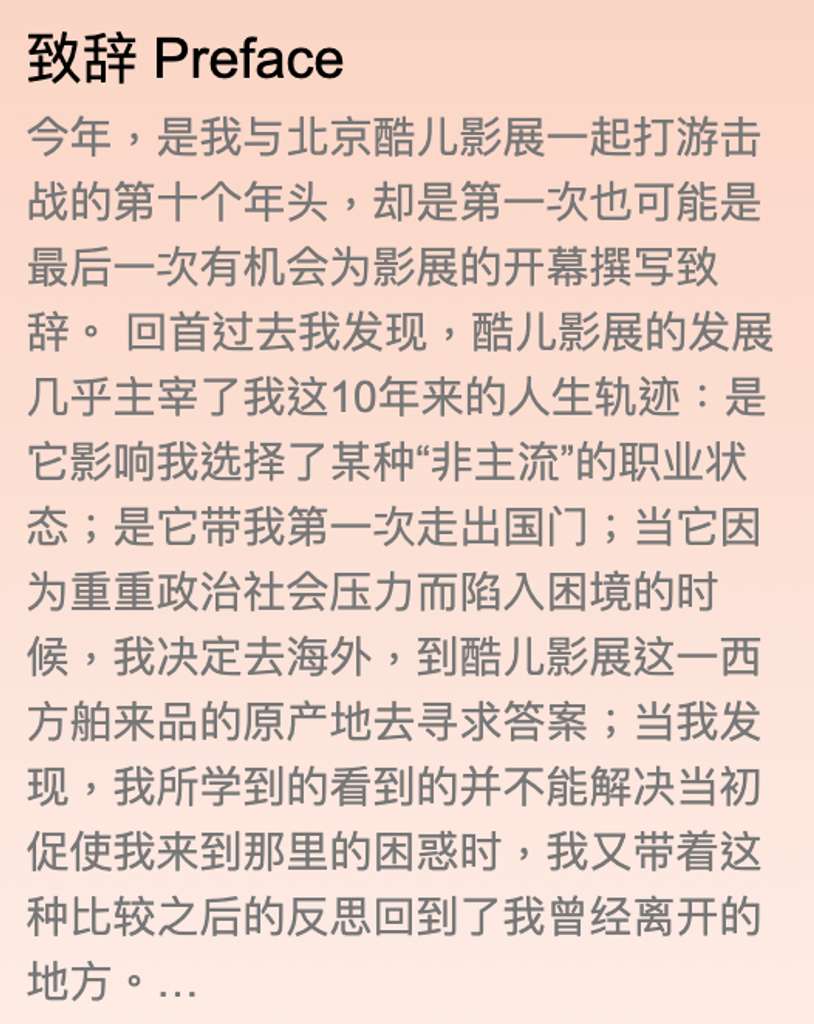 致辞 Preface
今年，是我与北京酷儿影展一起打游击
战的第十个年头，却是第一次也可能是
最后一次有机会为影展的开幕撰写致
辞。 回首过去我发现，酷儿影展的发展
几乎主宰了我这10年来的人生轨迹：是
它影响我选择了某种“非主流”的职业状
态；是它带我第一次走出国门；当它因
为重重政治社会压力而陷入困境的时
候，我决定去海外，到酷儿影展这一西
方舶来品的原产地去寻求答案；当我发
现，我所学到的看到的并不能解决当初
促使我来到那里的困惑时，我又带着这
种比较之后的反思回到了我曾经离开的
地方。…